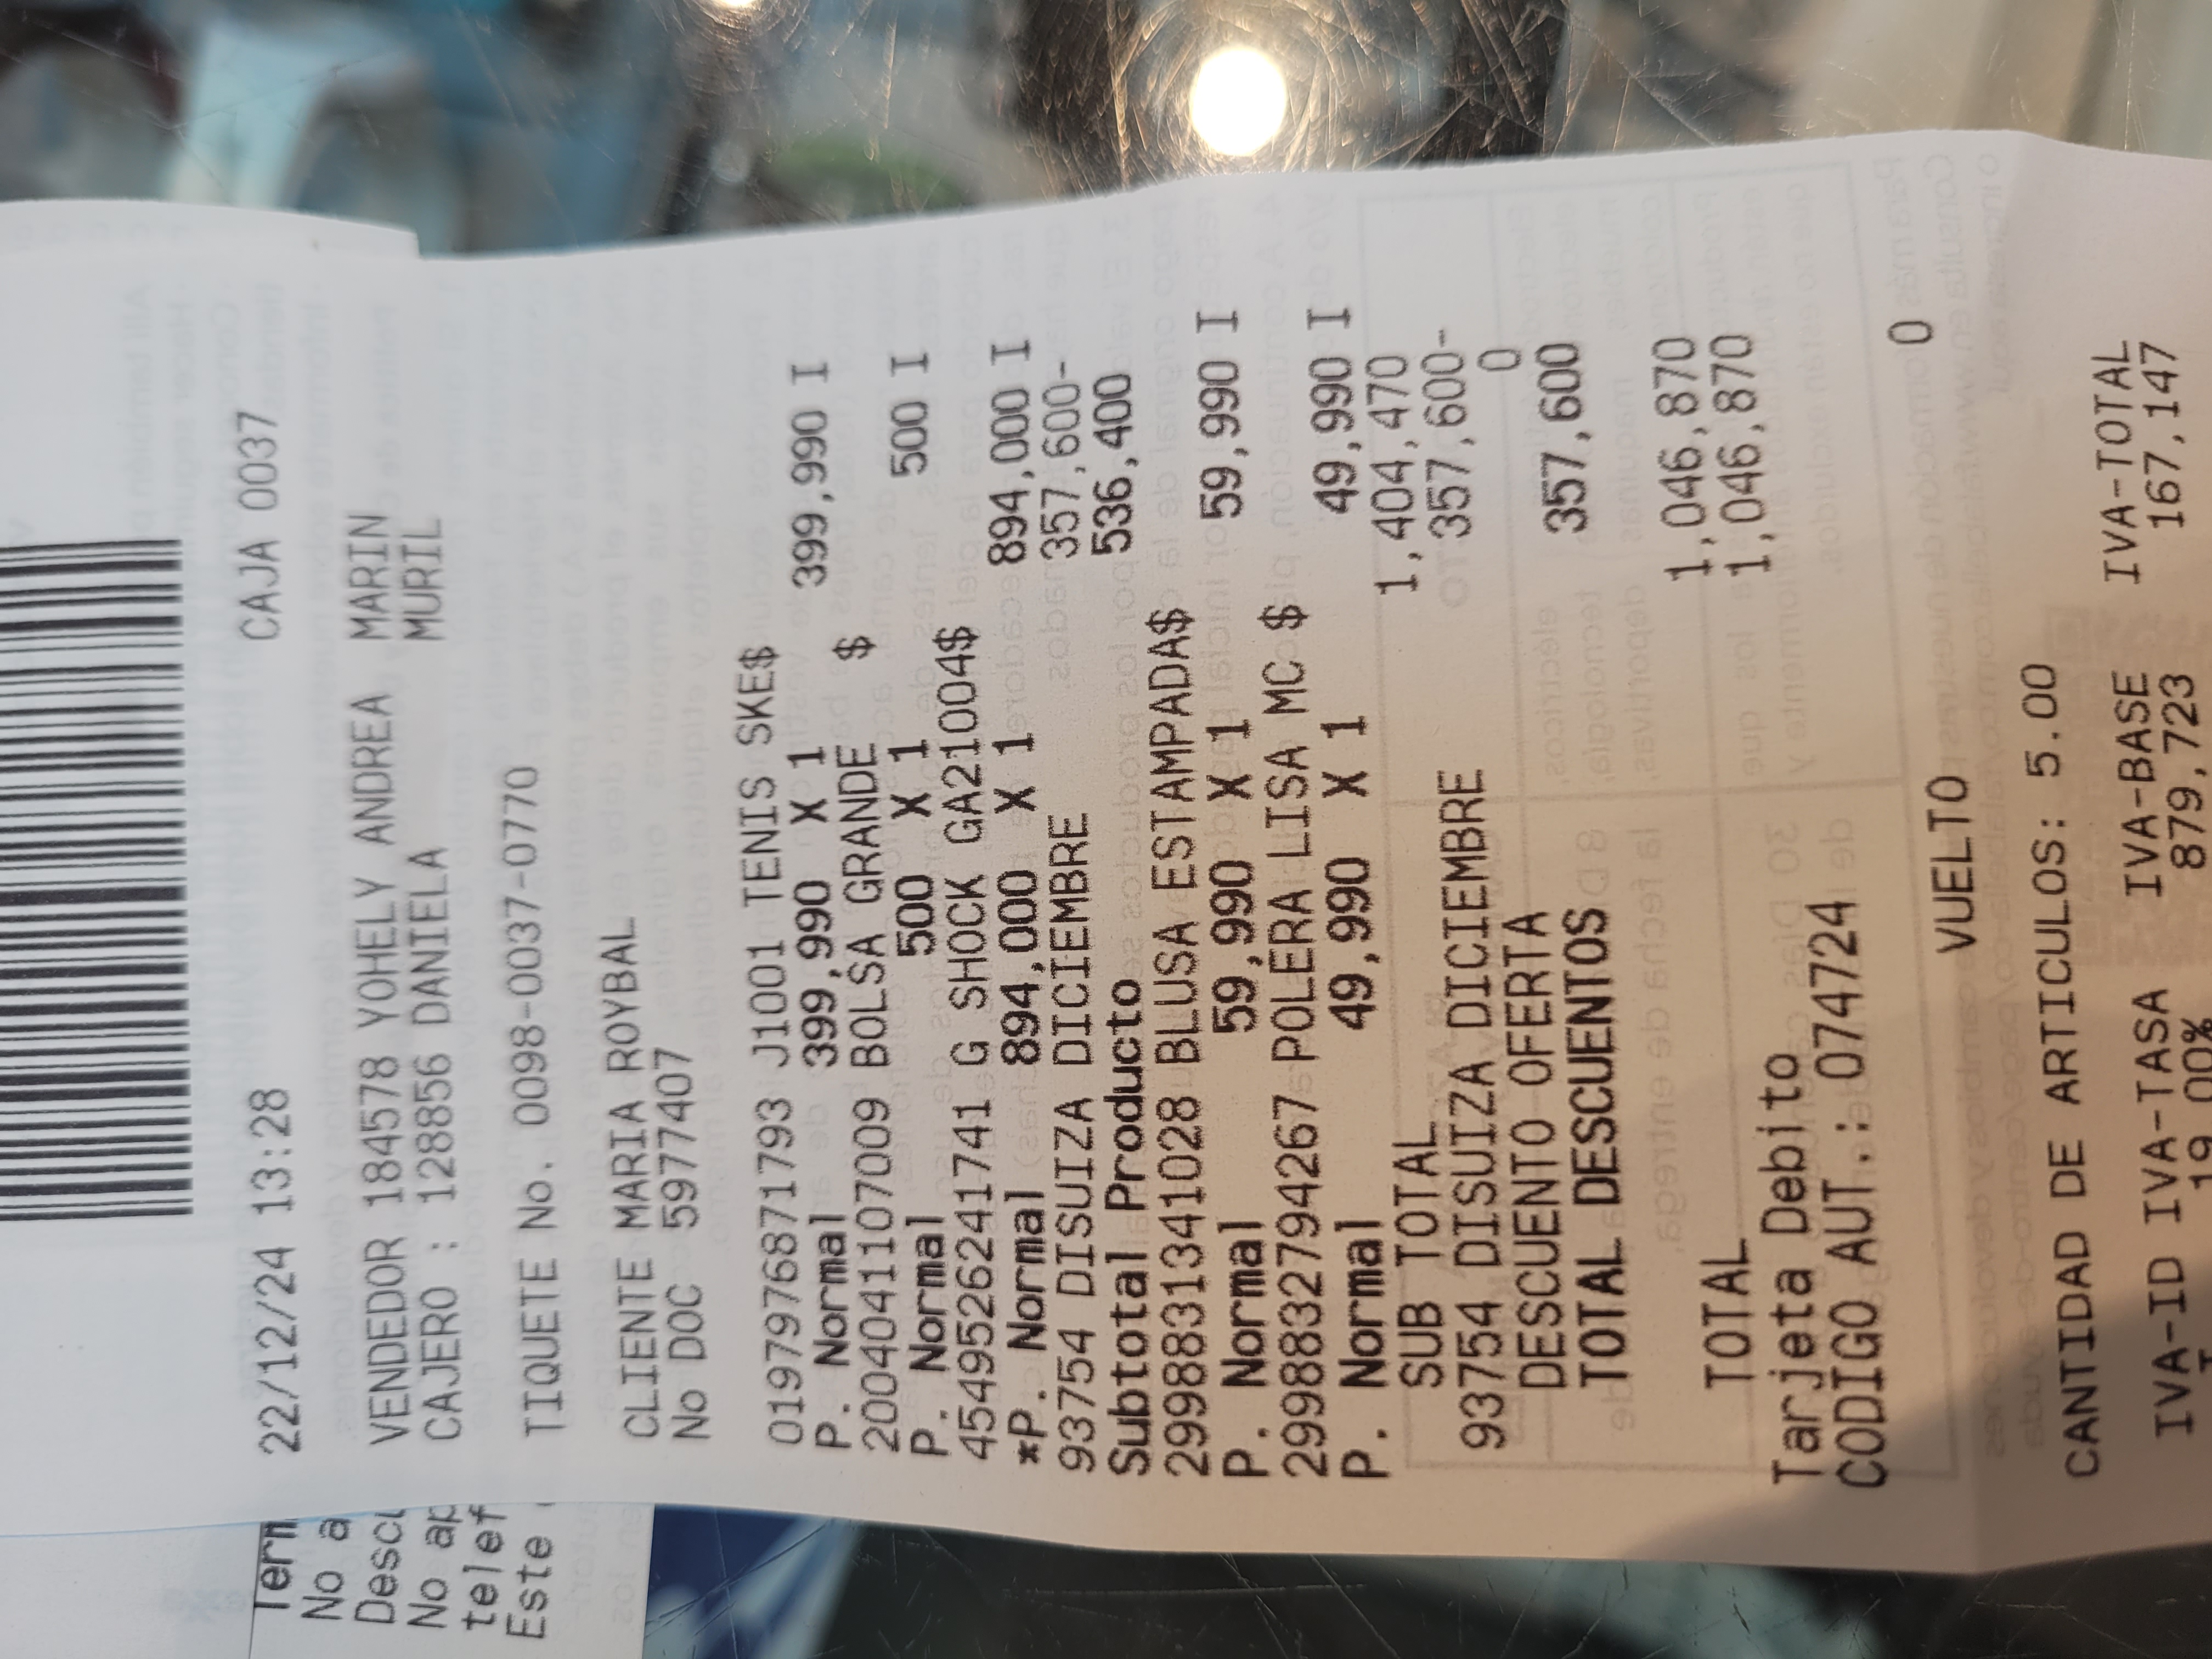 22/12/24 13:28 CAJA 0037
VENDEDOR 184578 YOHELY ANDREA MARIN
CAJERO : 128856 DANIELA MURIL
TIQUETE No. 0098-0037-0770
CLIENTE MARIA ROYBAL
No DOC 5977407
0197976871793 J1001 TENIS SKE$
P. Normal 399,990 X 1 399,990 I
2004041107009 BOLSA GRANDE $
P. Normal 500 X 1 500 I
4549526241741 G SHOCK GA21004$
*P. Normal 894,000 X 1 894,000 I
93754 DISUIZA DICIEMBRE 357,600-
Subtotal Producto 536,400
2998831341028 BLUSA ESTAMPADA$
P. Normal 59,990 X 1 59,990 I
2998832794267 POLERA LISA MC $
P. Normal 49,990 X 1 49,990 I
SUB TOTAL 1,404,470
93754 DISUIZA DICIEMBRE 357,600-
DESCUENTO OFERTA 0
TOTAL DESCUENTOS 357,600
TOTAL 1,046,870
Tarjeta Debito 1,046,870
CODIGO AUT.: 074724
VUELTO 0
CANTIDAD DE ARTICULOS: 5.00
IVA-ID IVA-TASA IVA-BASE IVA-TOTAL
19.00% 879,723 167,147
No a
No ap
telef
Este